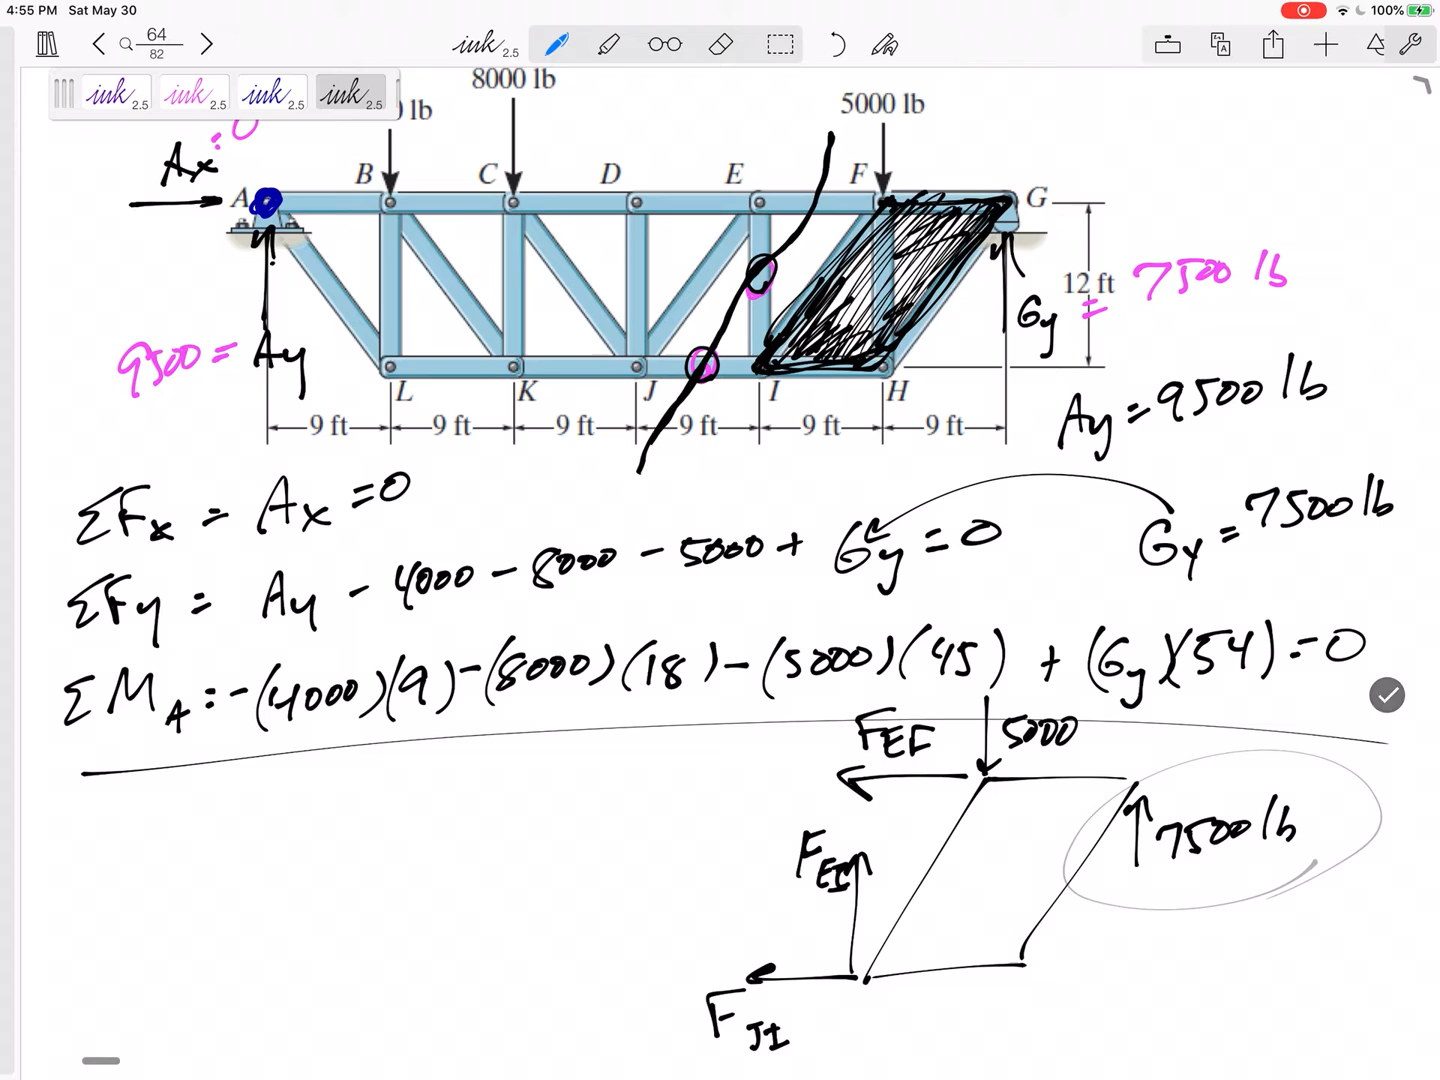 4:55 PM Sat May 30
100%
64
82
ink 2.5
ink 2.5
ink 2.5
ink 2.5
ink 2.5
8000 lb
0 lb
5000 lb
Ax = 0
A B C D E F G
12 ft
Gy = 7500 lb
9500 = Ay
L K J I H
9 ft 9 ft 9 ft 9 ft 9 ft 9 ft
Ay = 9500 lb
ΣFx = Ax = 0
Gy = 7500 lb
ΣFy = Ay - 4000 - 8000 - 5000 + Gy = 0
ΣMA = -(4000)(9) - (8000)(18) - (5000)(45) + (Gy)(54) = 0
FEF
5000
7500 lb
FEI
FJI